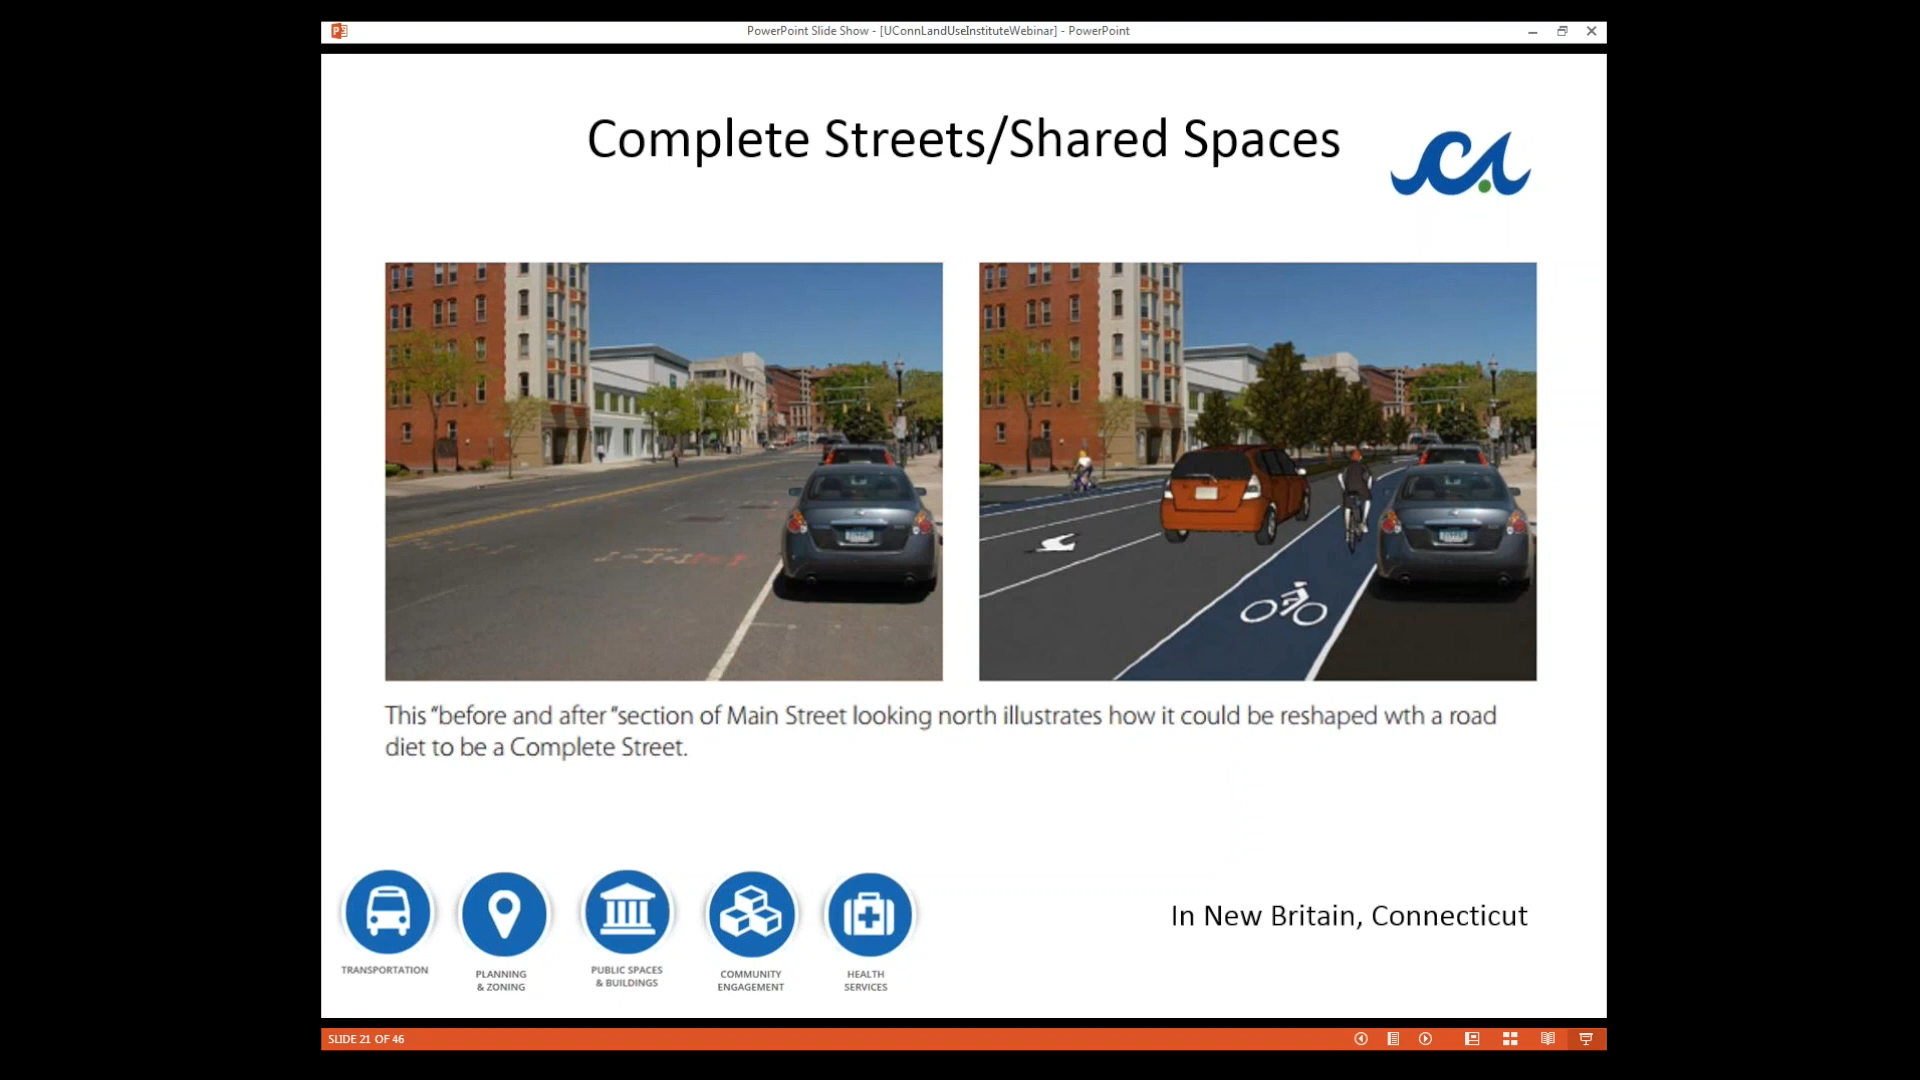 PowerPoint Slide Show - [UConnLandUseInstituteWebinar] - PowerPoint
Complete Streets/Shared Spaces
This “before and after “section of Main Street looking north illustrates how it could be reshaped wth a road
diet to be a Complete Street.
TRANSPORTATION
PLANNING
& ZONING
PUBLIC SPACES
& BUILDINGS
COMMUNITY
ENGAGEMENT
HEALTH
SERVICES
In New Britain, Connecticut
SLIDE 21 OF 46